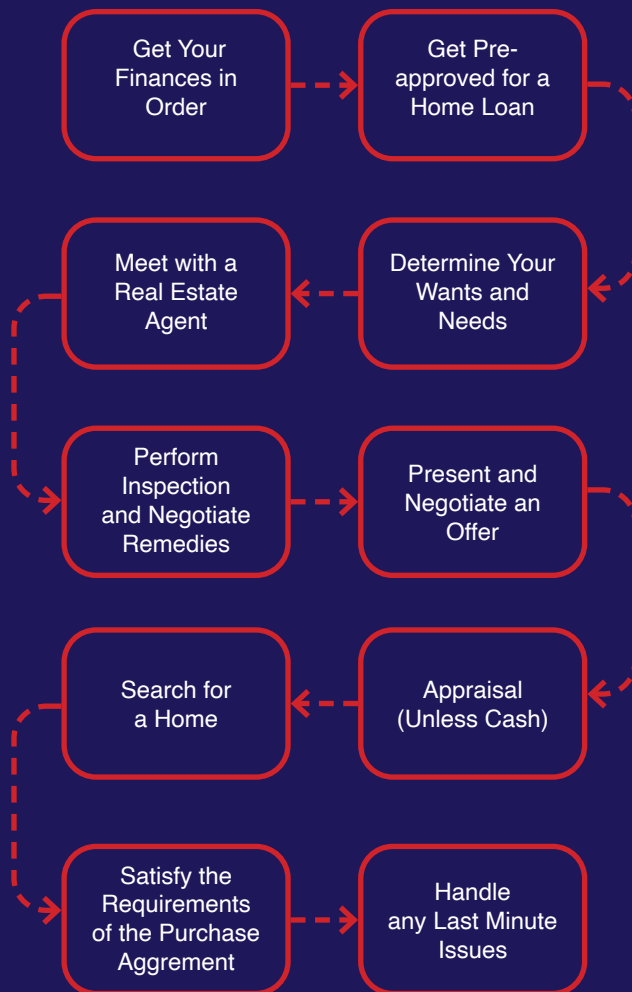 Get Your
Finances in
Order
Get Pre-
approved for a
Home Loan
Determine Your
Wants and
Needs
Meet with a
Real Estate
Agent
Perform
Inspection
and Negotiate
Remedies
Present and
Negotiate an
Offer
Appraisal
(Unless Cash)
Search for
a Home
Satisfy the
Requirements
of the Purchase
Aggrement
Handle
any Last Minute
Issues